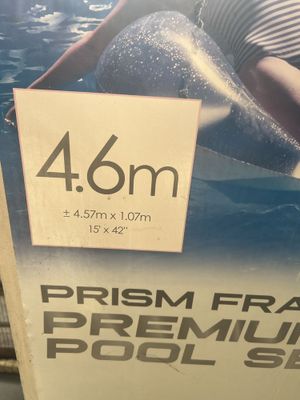 4.6m
± 4.57m x 1.07m
15' x 42"
PRISM FRA
PREMIU
POOL SE